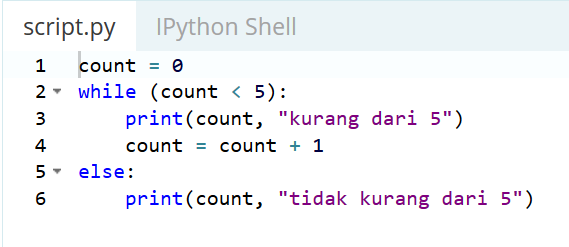 script.py IPython Shell
1 count = 0
2 while (count < 5):
3     print(count, "kurang dari 5")
4     count = count + 1
5 else:
6     print(count, "tidak kurang dari 5")